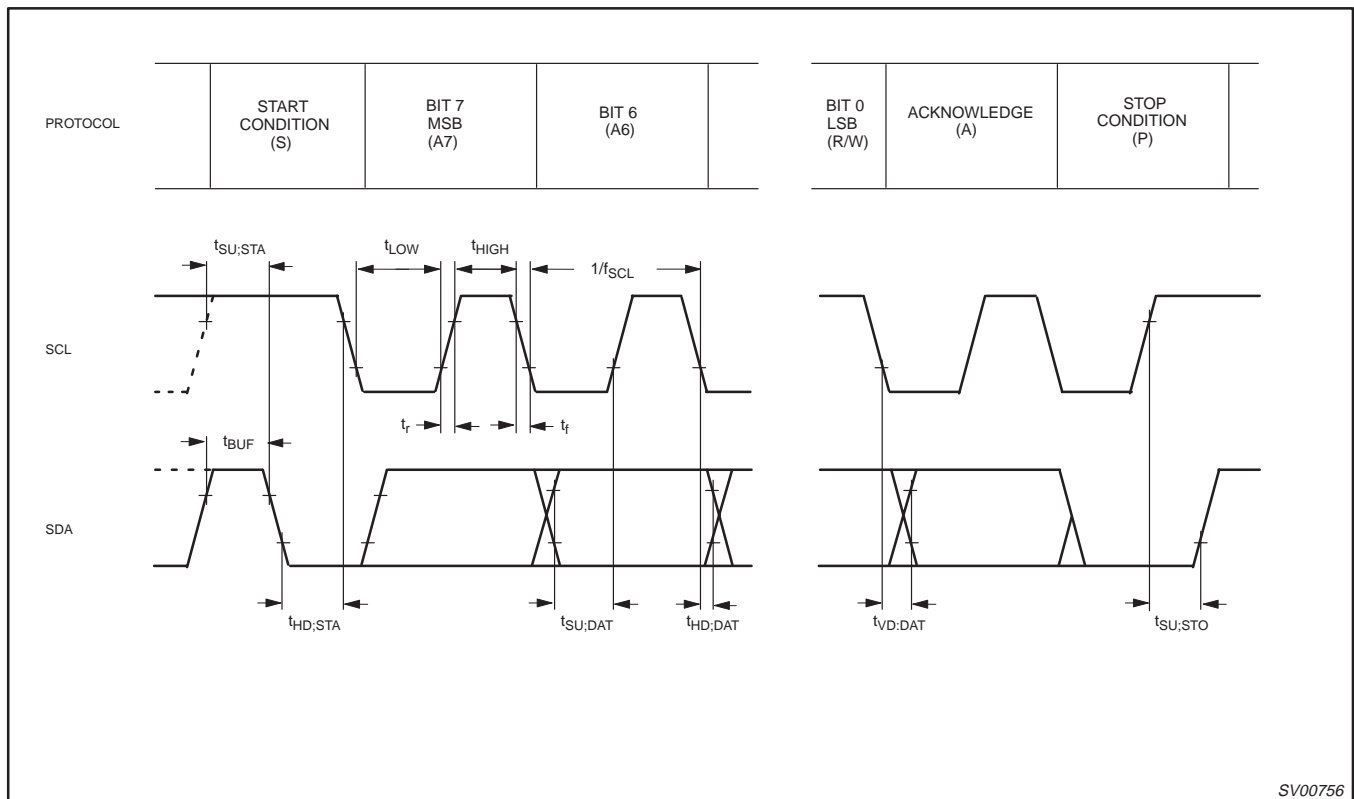 PROTOCOL
START
CONDITION
(S)
BIT 7
MSB
(A7)
BIT 6
(A6)
BIT 0
LSB
(R/W)
ACKNOWLEDGE
(A)
STOP
CONDITION
(P)
tSU;STA
tLOW
tHIGH
1/fSCL
SCL
tr
tf
tBUF
SDA
tHD;STA
tSU;DAT
tHD;DAT
tVD:DAT
tSU;STO
SV00756